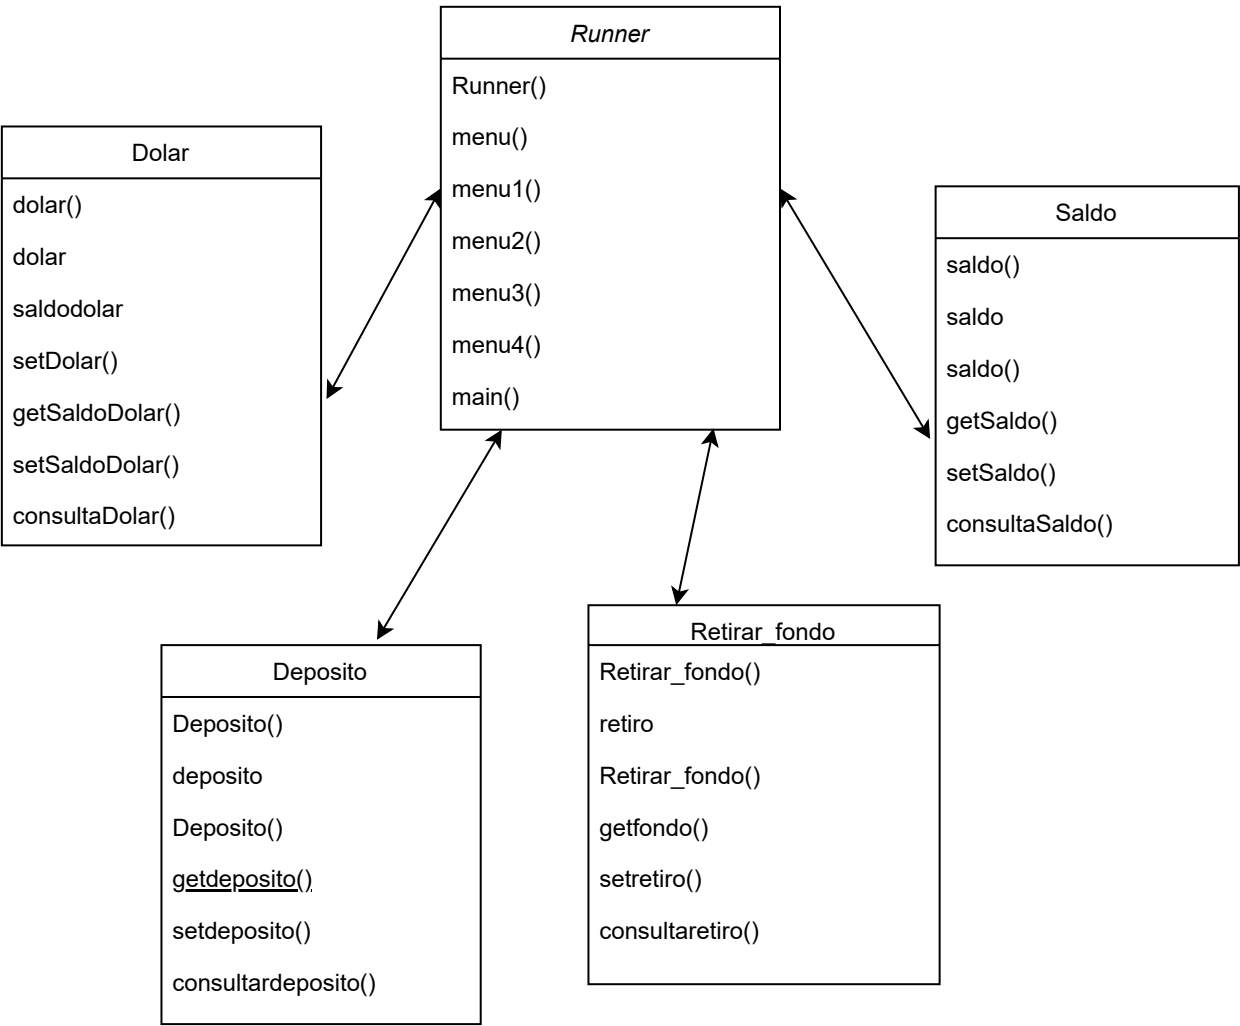 Runner
Runner()
menu()
menu1()
menu2()
menu3()
menu4()
main()
Dolar
dolar()
dolar
saldodolar
setDolar()
getSaldoDolar()
setSaldoDolar()
consultaDolar()
Saldo
saldo()
saldo
saldo()
getSaldo()
setSaldo()
consultaSaldo()
Deposito
Deposito()
deposito
Deposito()
getdeposito()
setdeposito()
consultardeposito()
Retirar_fondo
Retirar_fondo()
retiro
Retirar_fondo()
getfondo()
setretiro()
consultaretiro()